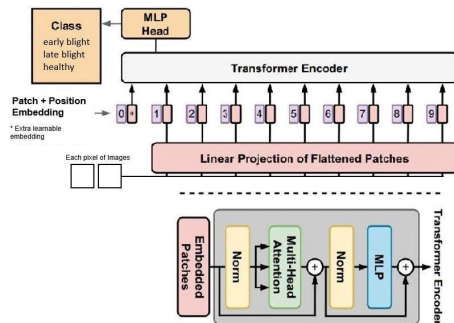 Class
early blight
late blight
healthy
MLP
Head
Transformer Encoder
Patch + Position
Embedding
* Extra learnable
embedding
0 *
1
2
3
4
5
6
7
8
9
Linear Projection of Flattened Patches
Each pixel of Images
Embedded
Patches
Norm
Multi-Head
Attention
+
Norm
MLP
+
Transformer Encoder